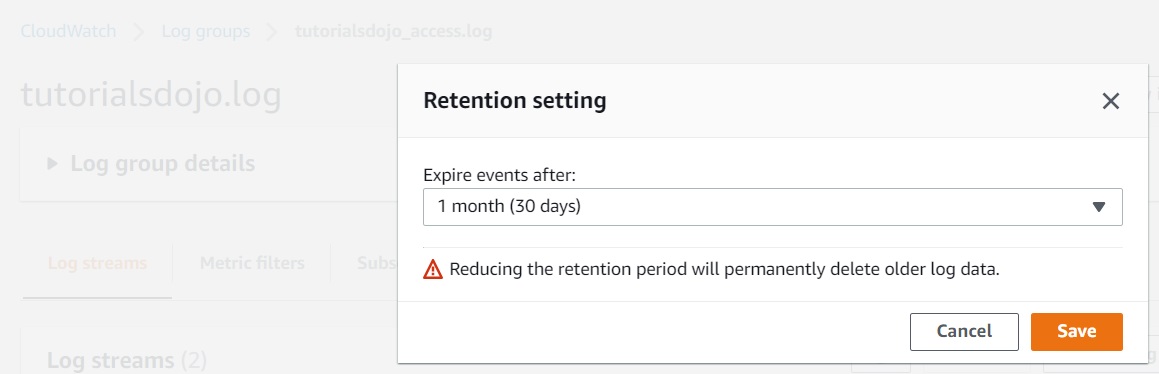 CloudWatch > Log groups > tutorialsdojo_access.log
tutorialsdojo.log
Retention setting
Log group details
Expire events after:
1 month (30 days)
Log streams Metric filters Subs
Reducing the retention period will permanently delete older log data.
Cancel Save
Log streams (2)